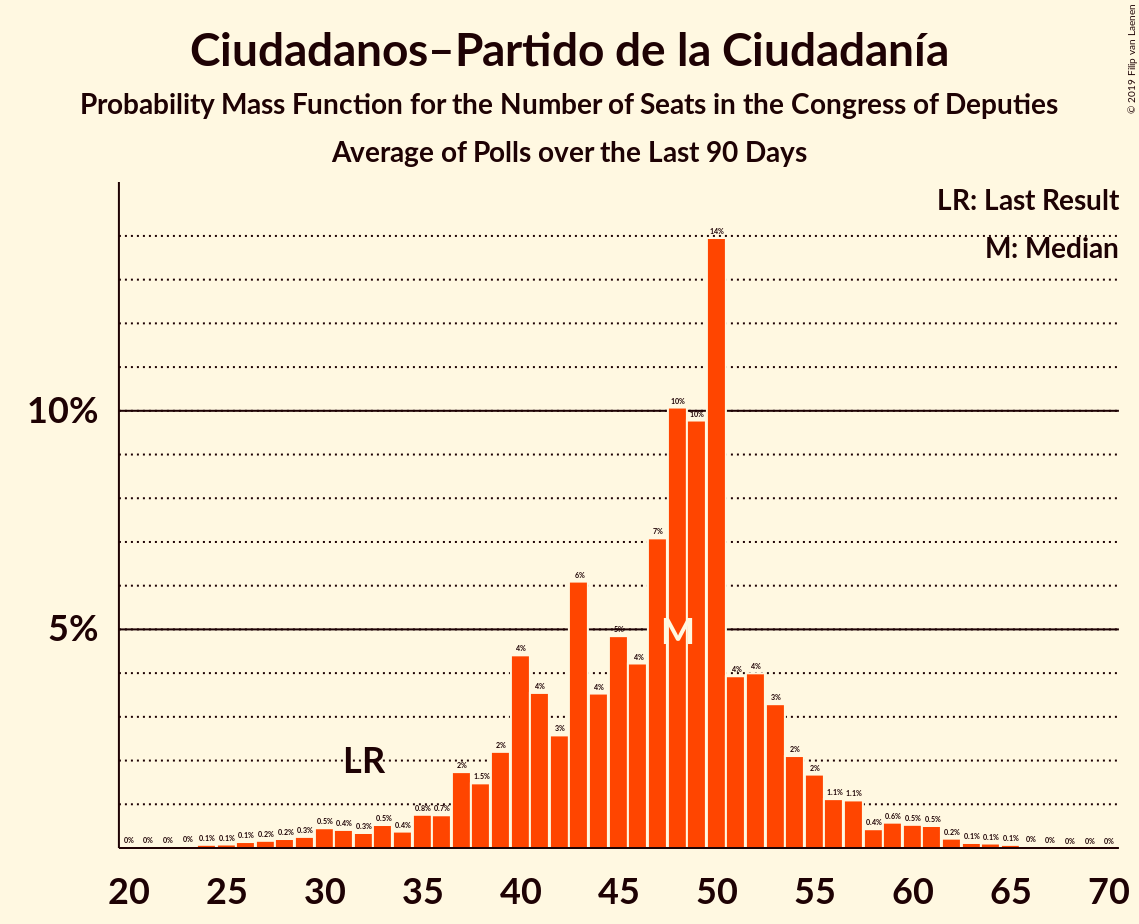 Ciudadanos–Partido de la Ciudadanía
Probability Mass Function for the Number of Seats in the Congress of Deputies
Average of Polls over the Last 90 Days
© 2019 Filip van Laenen
LR: Last Result
M: Median
10%
5%
LR
M
0% 0% 0% 0% 0.1% 0.1% 0.1% 0.2% 0.2% 0.3% 0.5% 0.4% 0.3% 0.5% 0.4% 0.8% 0.7% 2% 1.5% 2% 4% 4% 3% 6% 4% 5% 4% 7% 10% 10% 14% 4% 4% 3% 2% 2% 1.1% 1.1% 0.4% 0.6% 0.5% 0.5% 0.2% 0.1% 0.1% 0.1% 0% 0% 0% 0% 0%
20 25 30 35 40 45 50 55 60 65 70